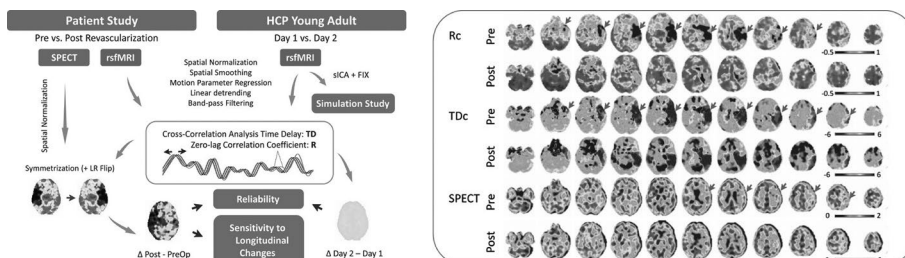 Patient Study
HCP Young Adult
Pre vs. Post Revascularization
Day 1 vs. Day 2
SPECT
rsfMRI
rsfMRI
Spatial Normalization
Spatial Smoothing
Motion Parameter Regression
Linear detrending
Band-pass Filtering
sICA + FIX
Simulation Study
Spatial Normalization
Cross-Correlation Analysis Time Delay: TD
Zero-lag Correlation Coefficient: R
Symmetrization (+ LR Flip)
Reliability
Sensitivity to
Longitudinal
Changes
Δ Post - PreOp
Δ Day 2 – Day 1
Rc
Pre
-0.5 1
Post
-0.5 1
TDc
Pre
-6 6
Post
-6 6
SPECT
Pre
0 2
Post